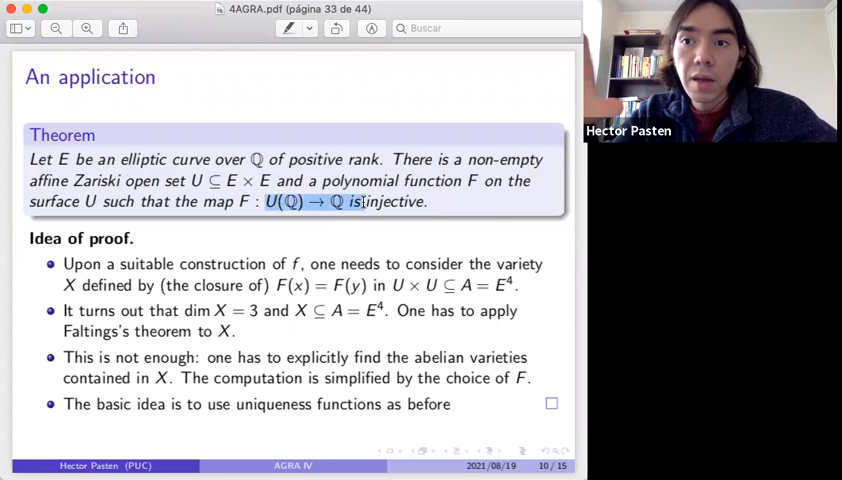 4AGRA.pdf (página 33 de 44)
Buscar
An application
Theorem
Let E be an elliptic curve over ℚ of positive rank. There is a non-empty
affine Zariski open set U ⊆ E × E and a polynomial function F on the
surface U such that the map F : U(ℚ) → ℚ is injective.
Idea of proof.
Upon a suitable construction of f, one needs to consider the variety
X defined by (the closure of) F(x) = F(y) in U × U ⊆ A = E⁴.
It turns out that dim X = 3 and X ⊆ A = E⁴. One has to apply
Faltings's theorem to X.
This is not enough: one has to explicitly find the abelian varieties
contained in X. The computation is simplified by the choice of F.
The basic idea is to use uniqueness functions as before
Hector Pasten (PUC) AGRA IV 2021/08/19 10 / 15
Hector Pasten